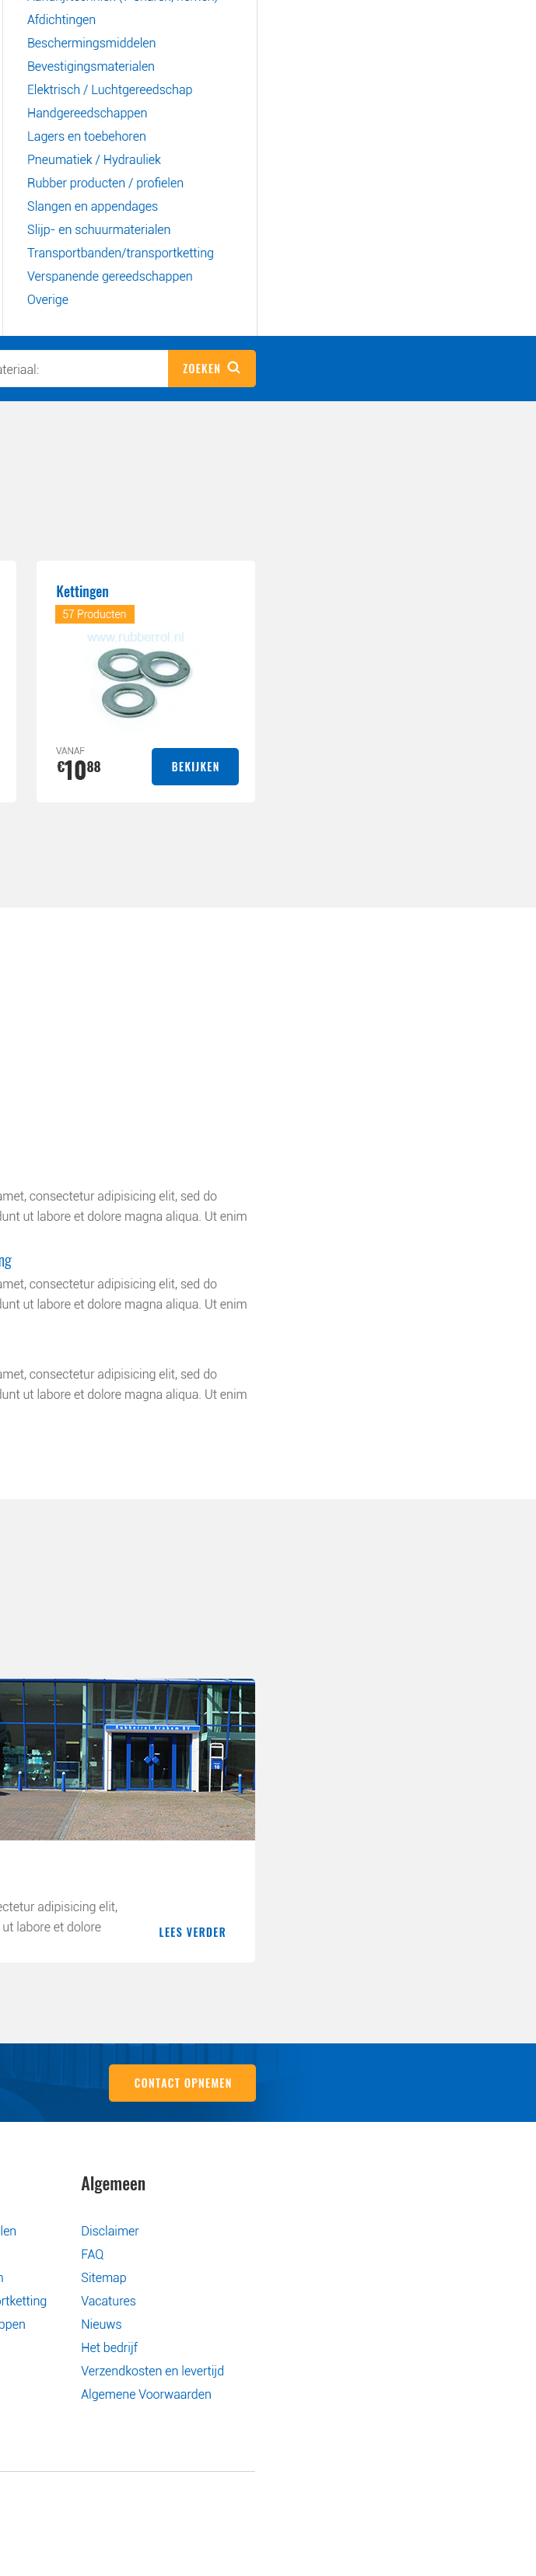 Afdichtingen
Beschermingsmiddelen
Bevestigingsmaterialen
Elektrisch / Luchtgereedschap
Handgereedschappen
Lagers en toebehoren
Pneumatiek / Hydrauliek
Rubber producten / profielen
Slangen en appendages
Slijp- en schuurmaterialen
Transportbanden/transportketting
Verspanende gereedschappen
Overige
ateriaal:
ZOEKEN
Kettingen
57 Producten
www.rubberrol.nl
VANAF
€10 88
BEKIJKEN
amet, consectetur adipisicing elit, sed do
dunt ut labore et dolore magna aliqua. Ut enim
ng
amet, consectetur adipisicing elit, sed do
dunt ut labore et dolore magna aliqua. Ut enim
amet, consectetur adipisicing elit, sed do
dunt ut labore et dolore magna aliqua. Ut enim
Rubberrol Arnhem BV
10
ectetur adipisicing elit,
ut labore et dolore
LEES VERDER
CONTACT OPNEMEN
Algemeen
len
n
rtketting
ppen
Disclaimer
FAQ
Sitemap
Vacatures
Nieuws
Het bedrijf
Verzendkosten en levertijd
Algemene Voorwaarden